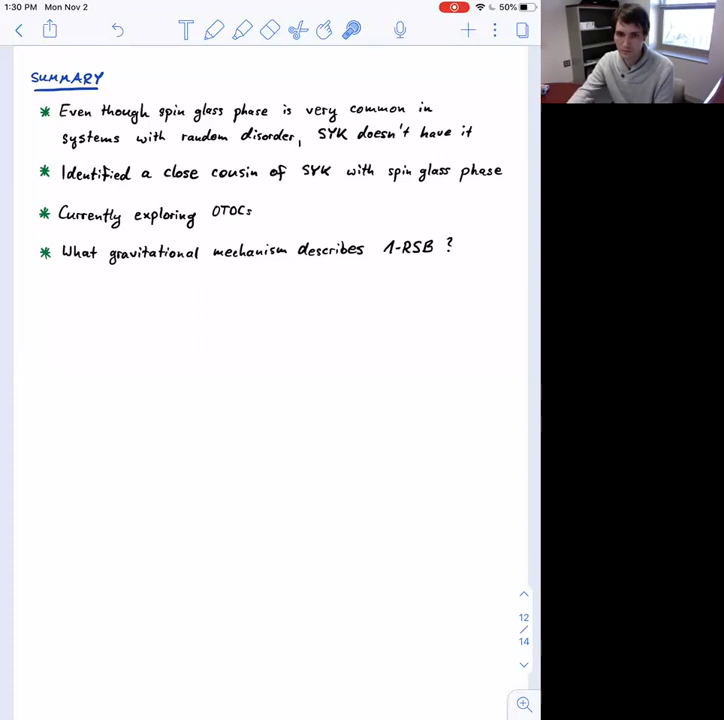 1:30 PM Mon Nov 2
50%
SUMMARY
* Even though spin glass phase is very common in
systems with random disorder, SYK doesn't have it
* Identified a close cousin of SYK with spin glass phase
* Currently exploring OTOCs
* What gravitational mechanism describes 1-RSB ?
12
/
14